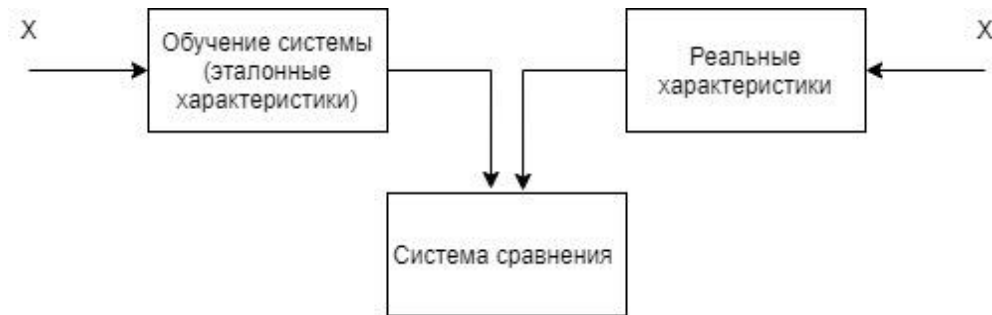 X
Обучение системы
(эталонные
характеристики)
Реальные
характеристики
X
Система сравнения